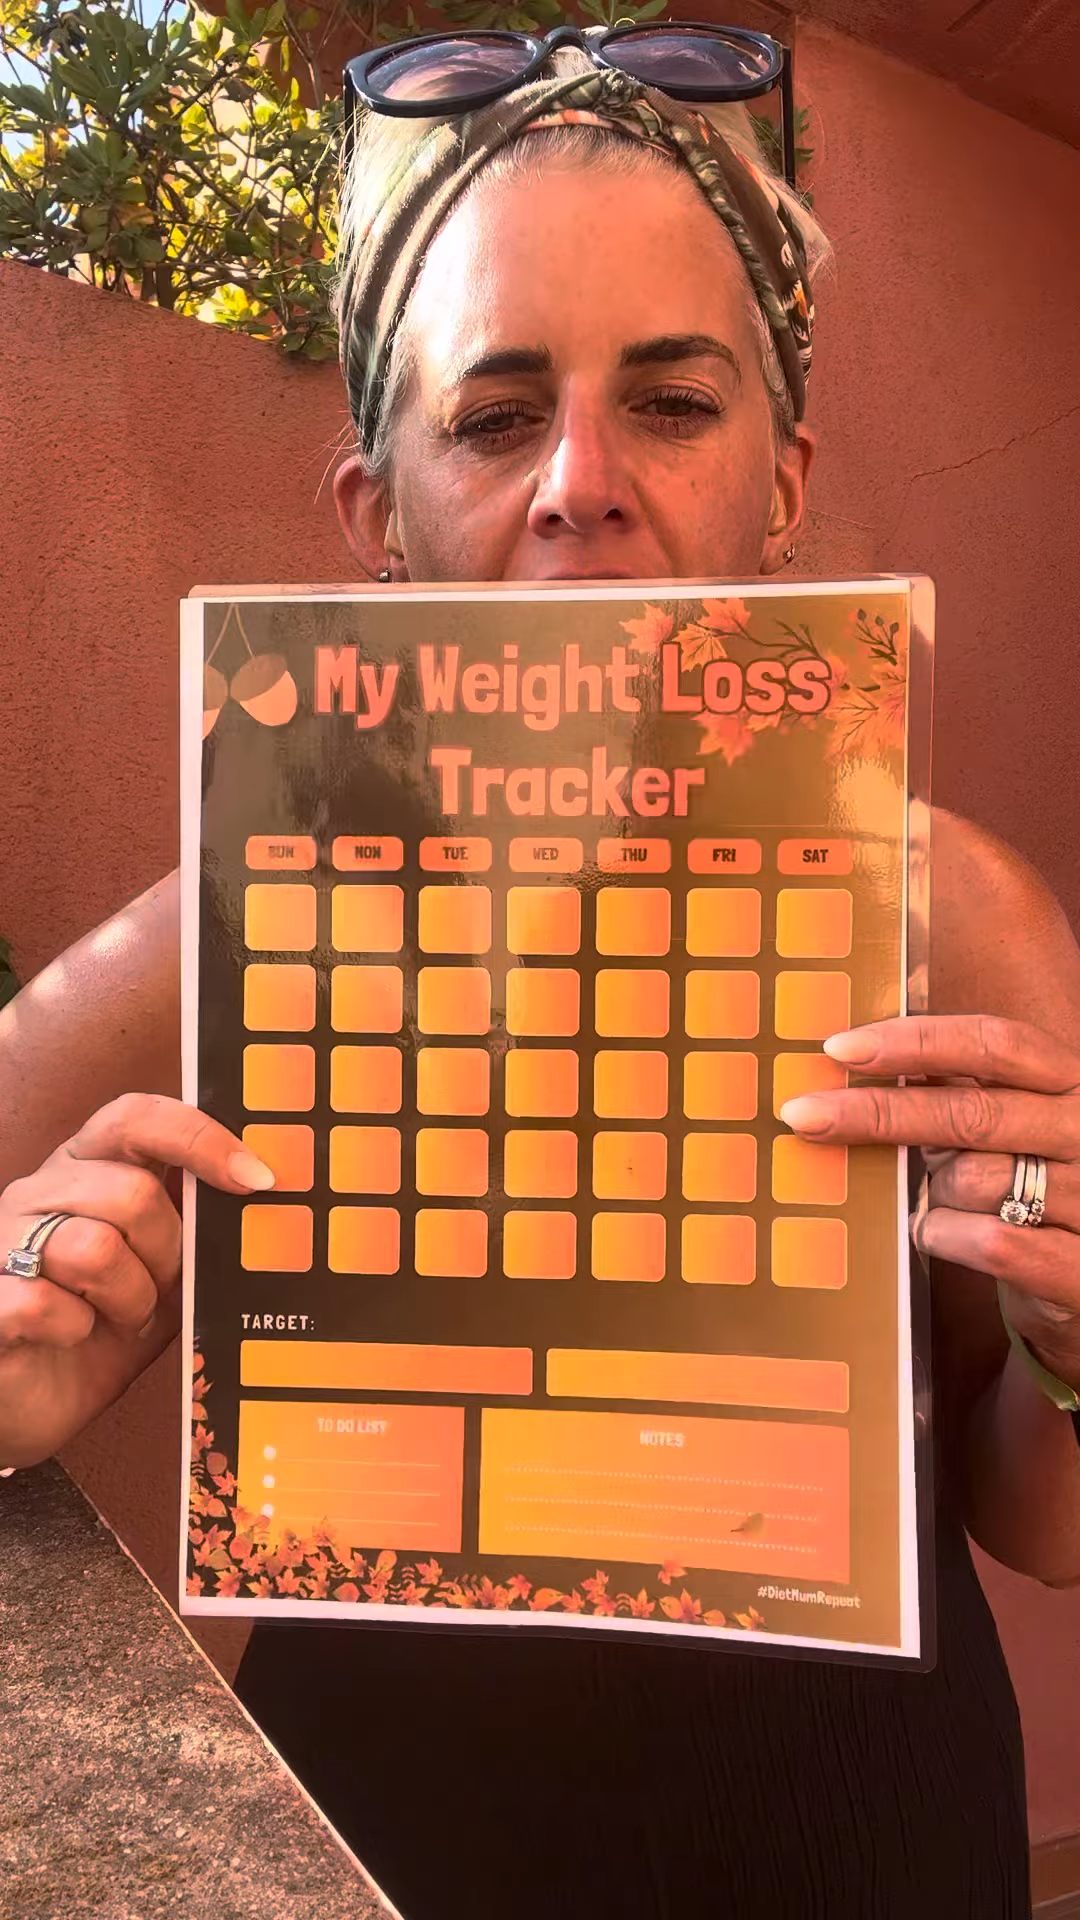 My Weight Loss
Tracker
SUN MON TUE WED THU FRI SAT
TARGET:
TO DO LIST
NOTES
#DietMumRepeat